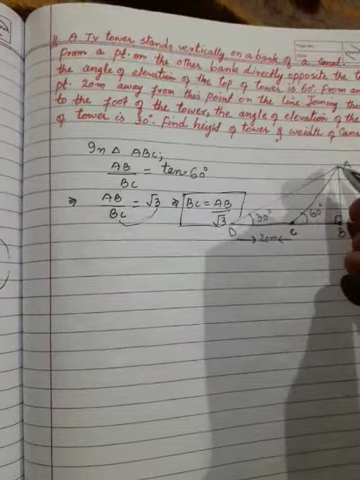 11. A TV tower stands vertically on a bank of a canal.
From a pt. on the other bank directly opposite the
the angle of elevation of the top of tower is 60° From an
pt. 20m away from this point on the line Joining the
to the foot of the tower, the angle of elevation of the
of tower is 30°. Find height of tower & weidth of Canal
In △ ABC,
AB/BC = tan 60°
⇒ AB/BC = √3 ⇒ BC = AB/√3
A
30°
60°
D
C
B
20m